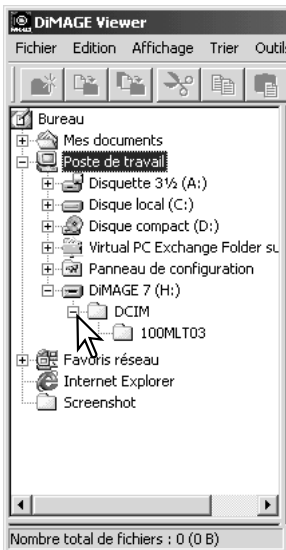 DiMAGE Viewer
Fichier Edition Affichage Trier Outil
Bureau
Mes documents
Poste de travail
Disquette 3½ (A:)
Disque local (C:)
Disque compact (D:)
Virtual PC Exchange Folder su
Panneau de configuration
DiMAGE 7 (H:)
DCIM
100MLT03
Favoris réseau
Internet Explorer
Screenshot
Nombre total de fichiers : 0 (0 B)